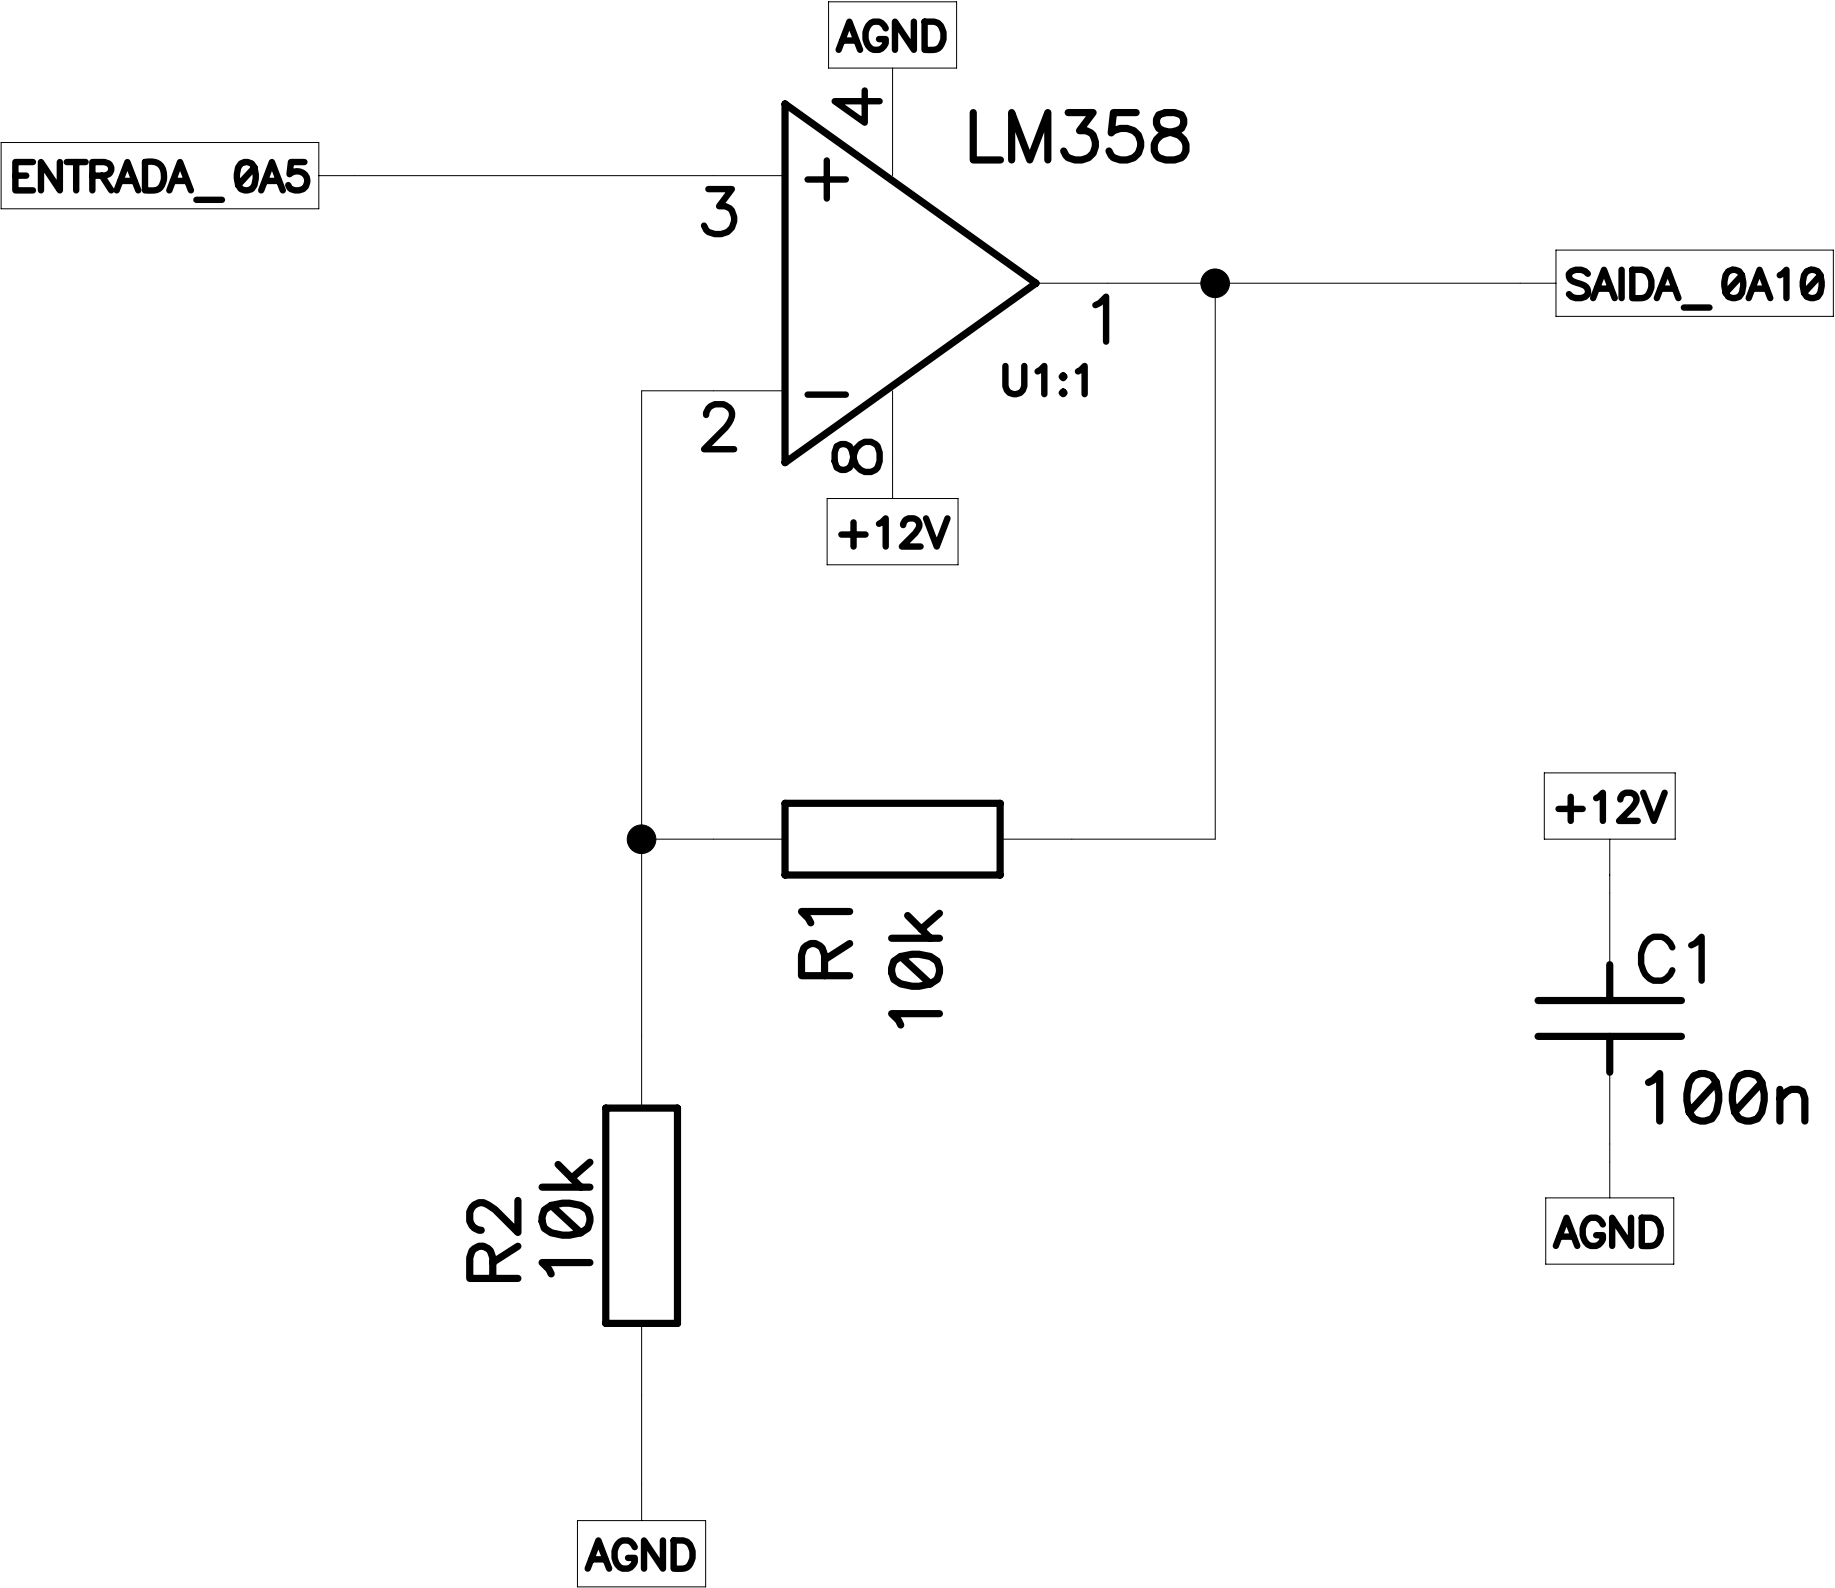 AGND
4
LM358
ENTRADA_0A5
+
3
SAIDA_0A10
1
U1:1
−
2
8
+12V
+12V
R1
10k
C1
100n
R2
10k
AGND
AGND